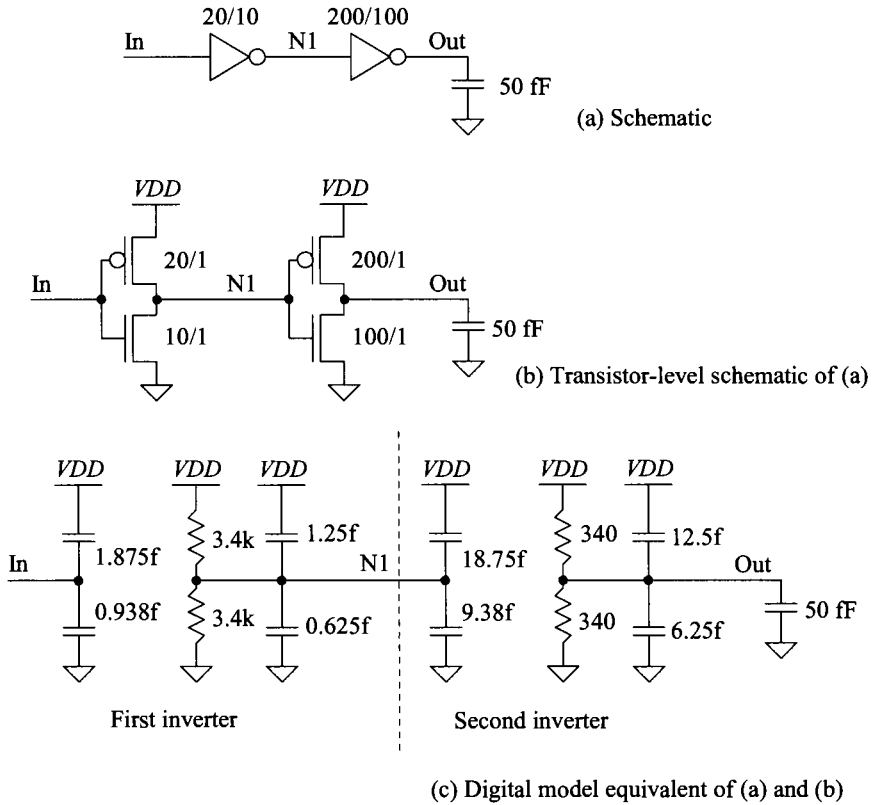 20/10 200/100
In N1 Out
50 fF
(a) Schematic
VDD VDD
20/1 200/1
In N1 Out
10/1 100/1 50 fF
(b) Transistor-level schematic of (a)
VDD VDD VDD VDD VDD VDD
1.875f 3.4k 1.25f 18.75f 340 12.5f
In N1 Out
0.938f 3.4k 0.625f 9.38f 340 6.25f 50 fF
First inverter Second inverter
(c) Digital model equivalent of (a) and (b)